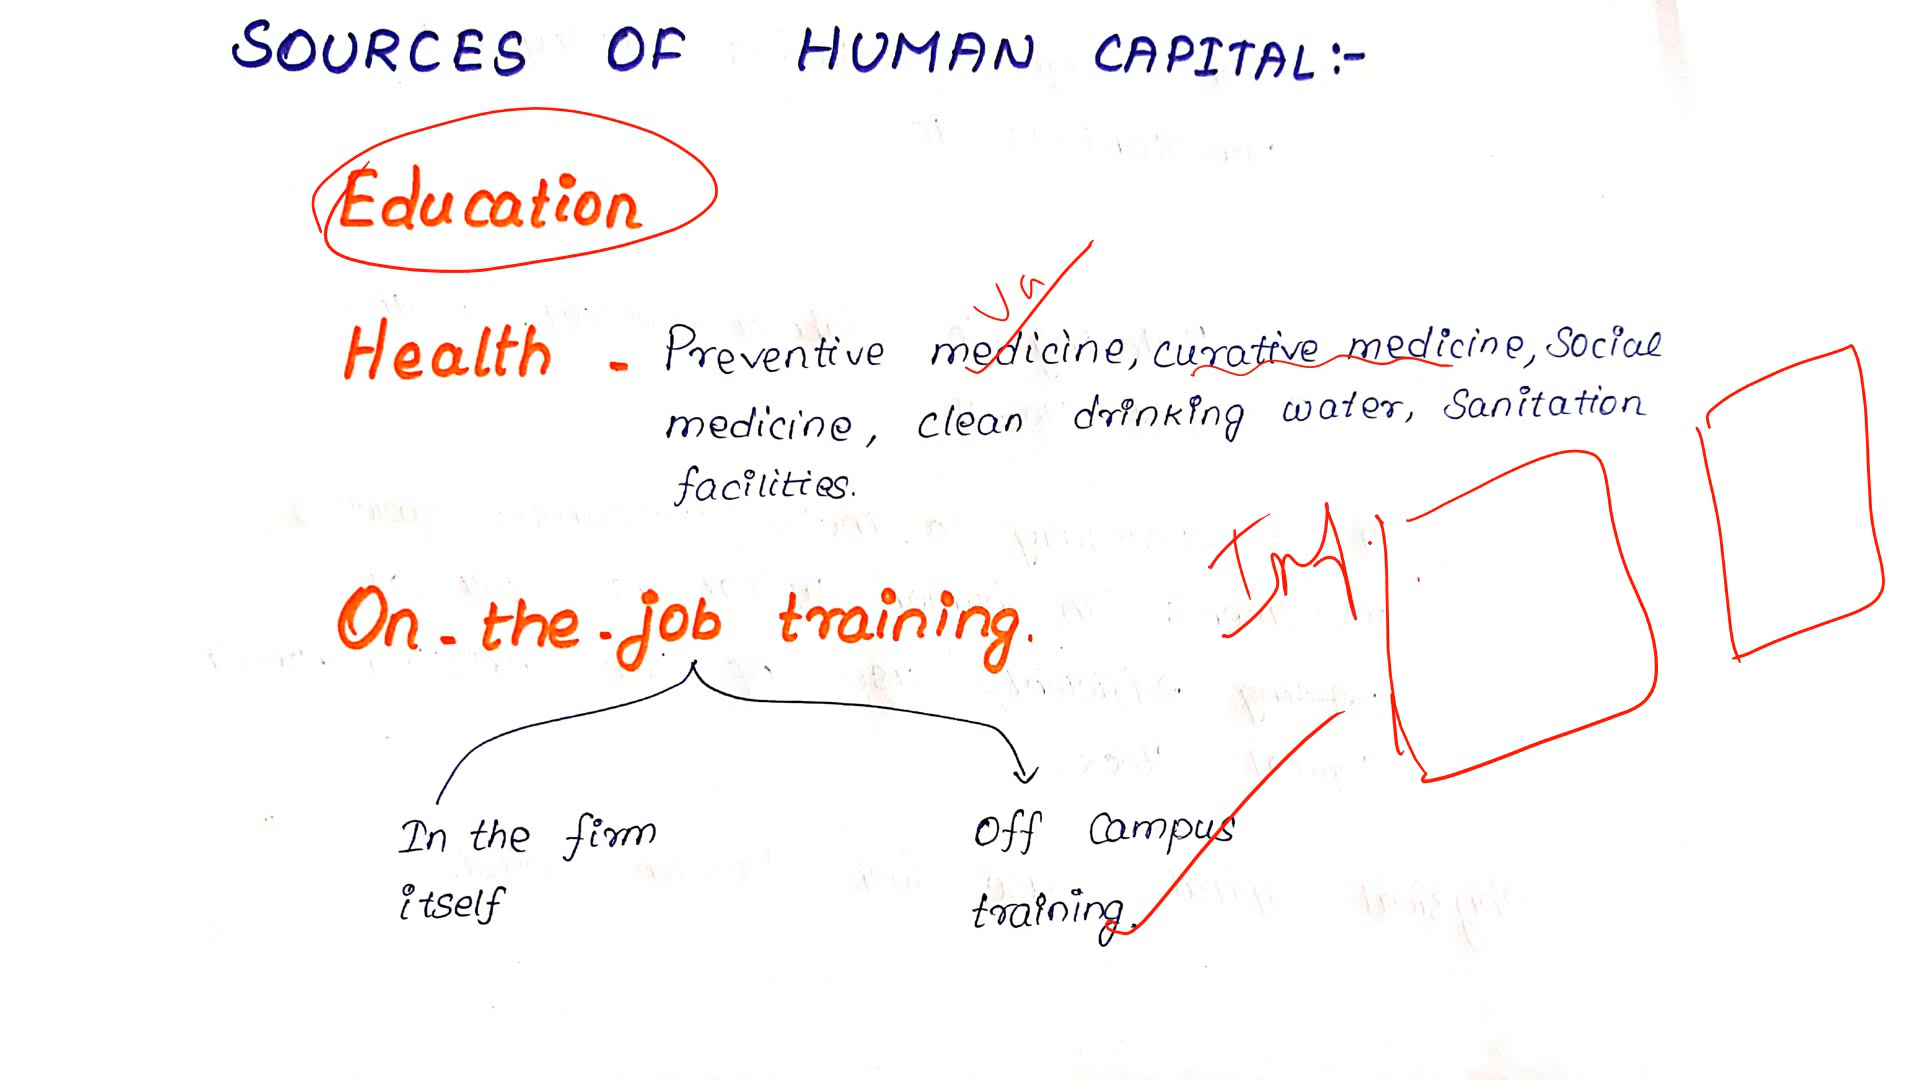 SOURCES OF HUMAN CAPITAL:-
Education
Va
Health - Preventive medicine, curative medicine, Social
medicine, clean drinking water, Sanitation
facilities.
On-the-job training.
In the firm
itself
Off Campus
training.